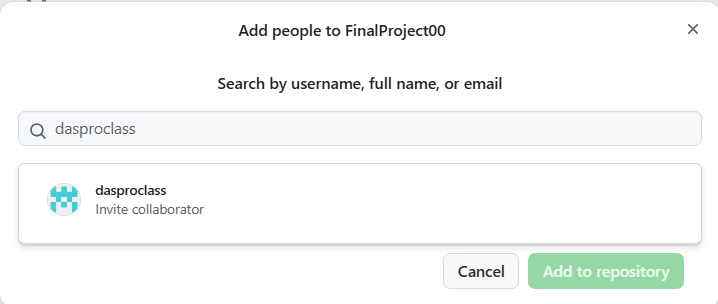 Add people to FinalProject00
Search by username, full name, or email
dasproclass
dasproclass
Invite collaborator
Cancel
Add to repository